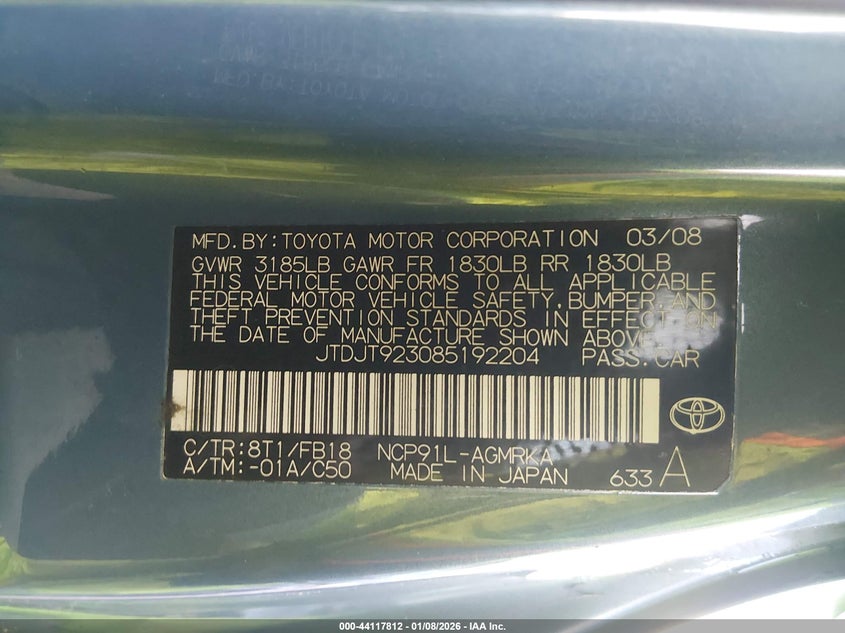 MFD.BY:TOYOTA MOTOR CORPORATION 03/08
GVWR 3185LB GAWR FR 1830LB RR 1830LB
THIS VEHICLE CONFORMS TO ALL APPLICABLE
FEDERAL MOTOR VEHICLE SAFETY, BUMPER, AND
THEFT PREVENTION STANDARDS IN EFFECT ON
THE DATE OF MANUFACTURE SHOWN ABOVE.
JTDJT923085192204 PASS.CAR
C/TR:8T1/FB18 NCP91L-AGMRKA
A/TM:-01A/C50 MADE IN JAPAN 633A
000-44117812 - 01/08/2026 - IAA Inc.